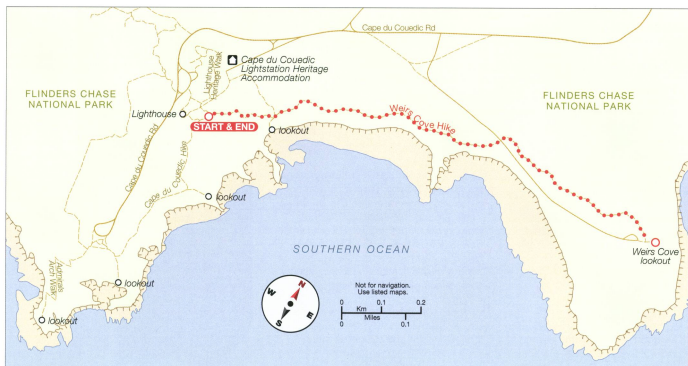 Cape du Couedic Rd
Lighthouse
Heritage Walk
Cape du Couedic
Lightstation Heritage
Accommodation
FLINDERS CHASE
NATIONAL PARK
FLINDERS CHASE
NATIONAL PARK
Lighthouse
START & END
Weirs Cove Hike
lookout
Cape du Couedic Rd
Cape du Couedic Hike
lookout
SOUTHERN OCEAN
Weirs Cove
lookout
Admirals
Arch Walk
lookout
lookout
N
W
E
S
Not for navigation.
Use listed maps.
0 0.1 0.2
Km
Miles
0 0.1